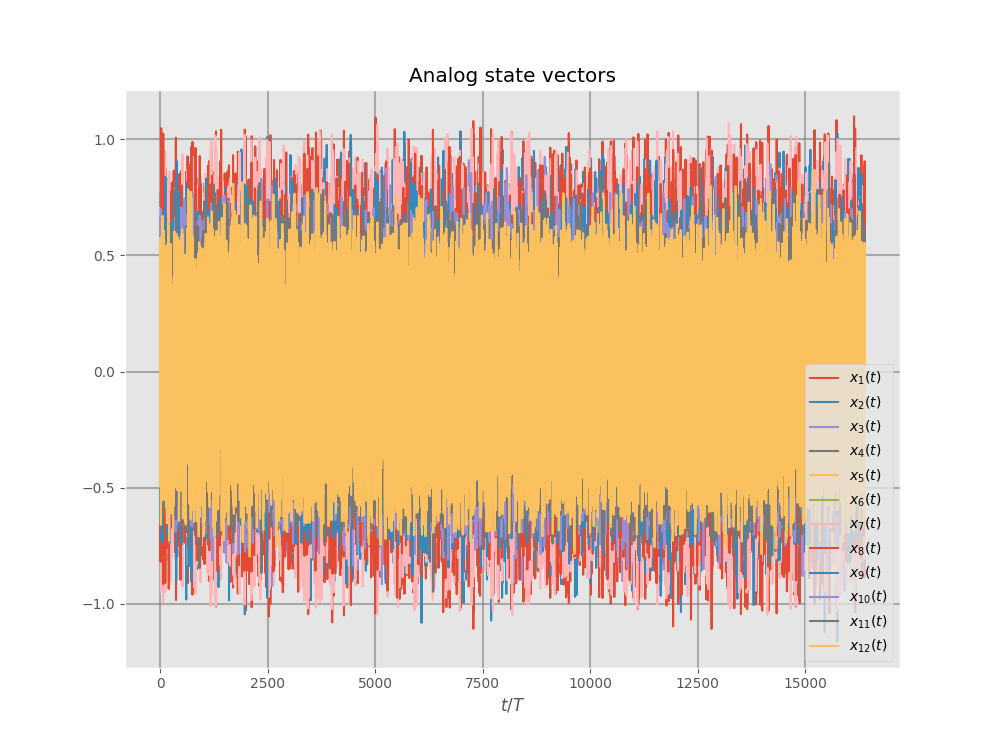 Analog state vectors
1.0
0.5
0.0
−0.5
−1.0
0 2500 5000 7500 10000 12500 15000
t/T
x₁(t)
x₂(t)
x₃(t)
x₄(t)
x₅(t)
x₆(t)
x₇(t)
x₈(t)
x₉(t)
x₁₀(t)
x₁₁(t)
x₁₂(t)